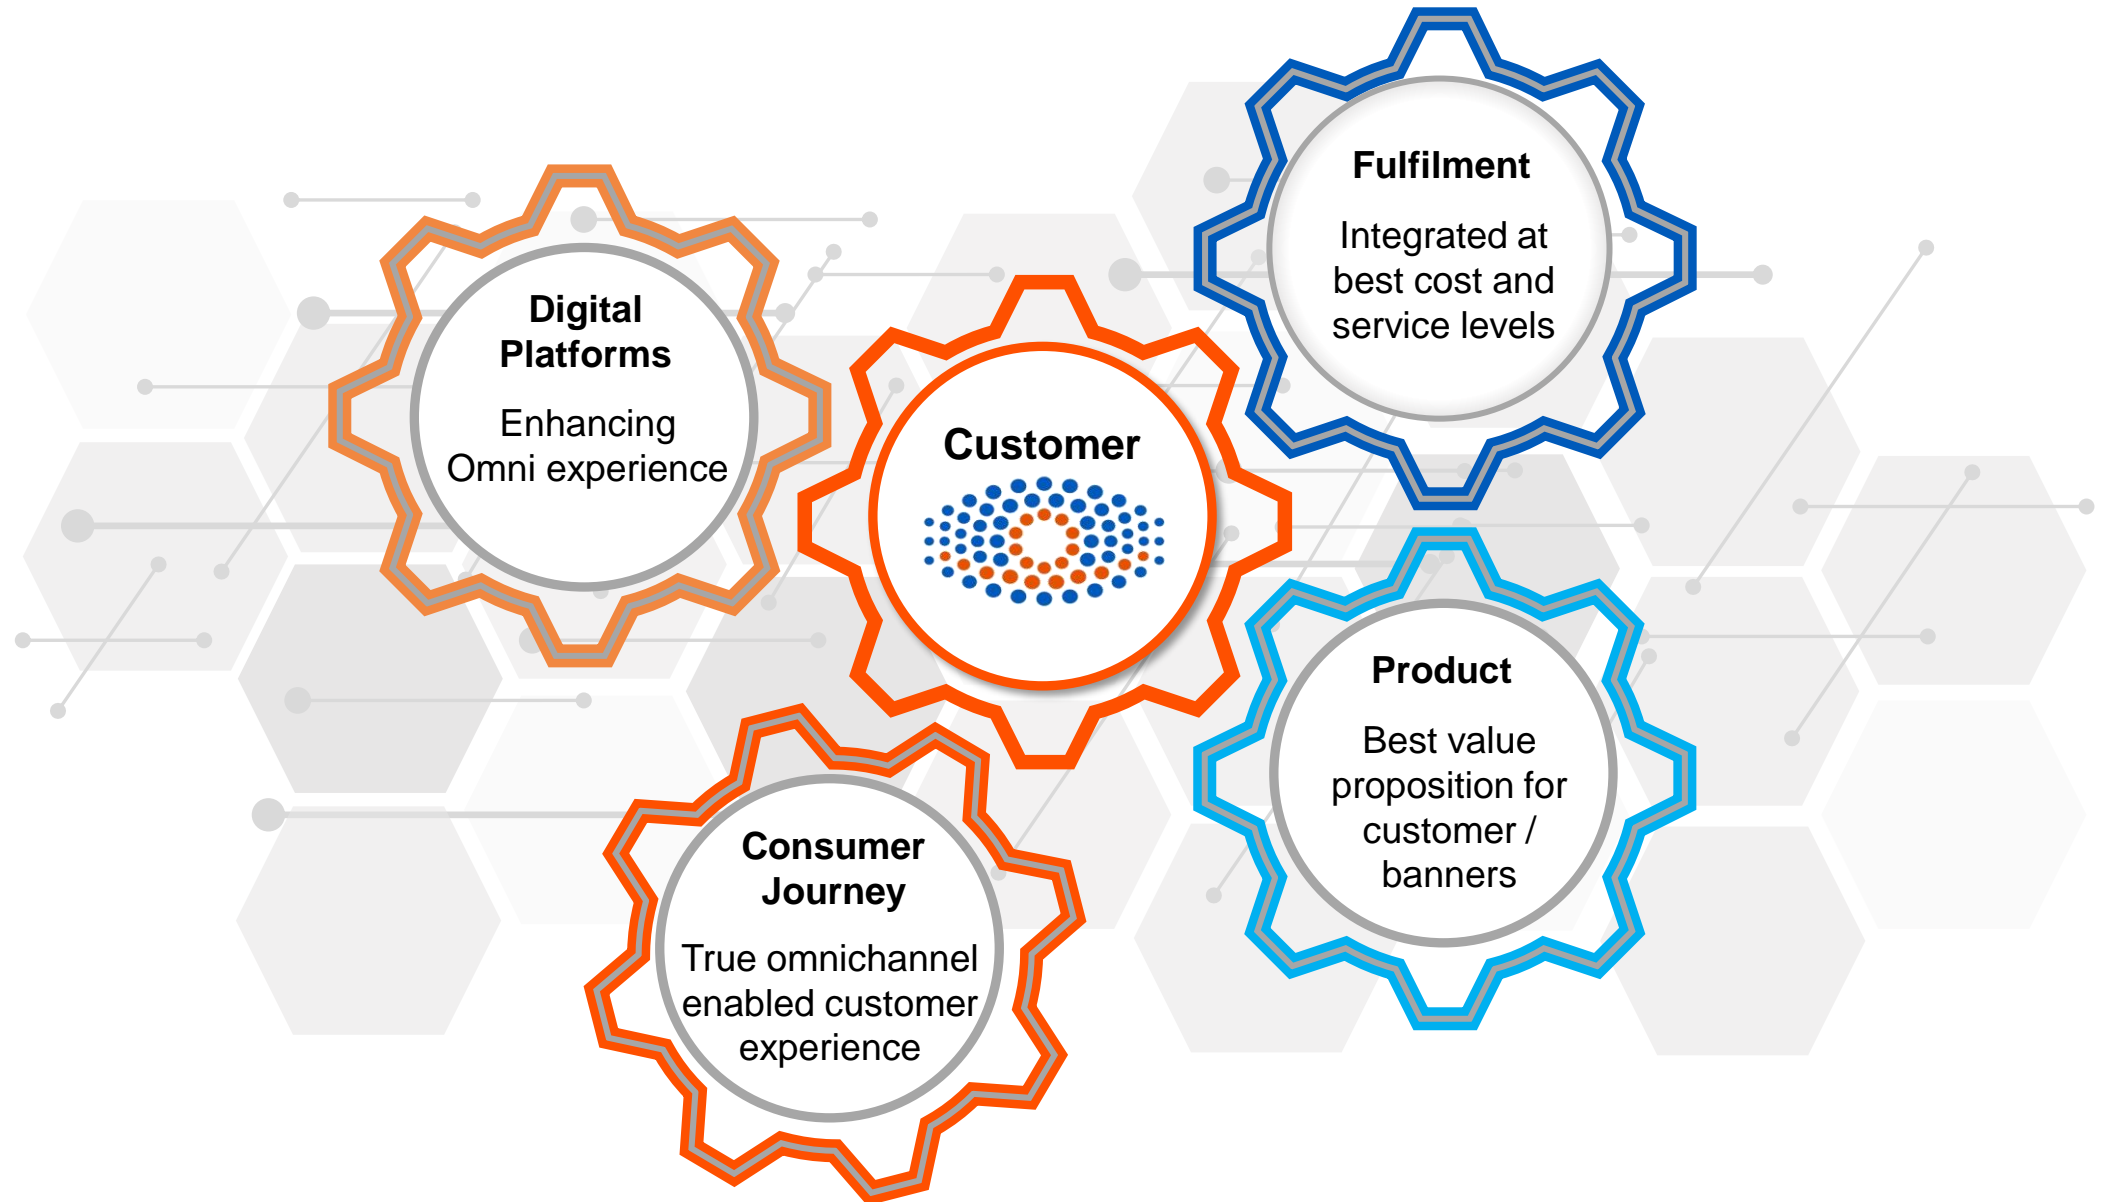 Digital
Platforms
Enhancing
Omni experience
Customer
Fulfilment
Integrated at
best cost and
service levels
Product
Best value
proposition for
customer /
banners
Consumer
Journey
True omnichannel
enabled customer
experience